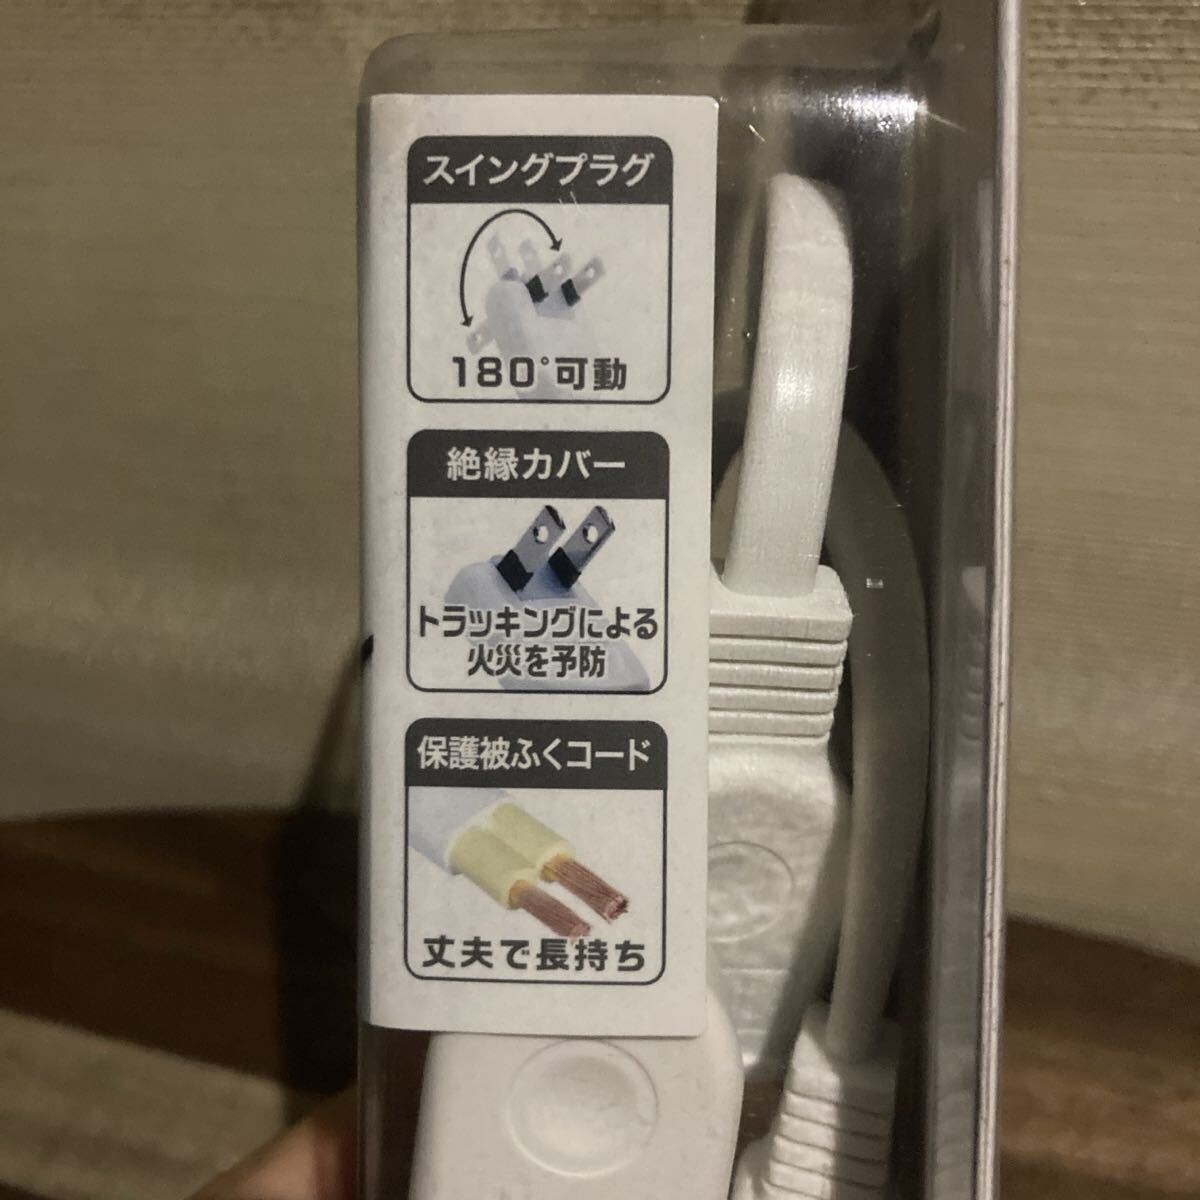 スイングプラグ
180°可動
絶縁カバー
トラッキングによる
火災を予防
保護被ふくコード
丈夫で長持ち